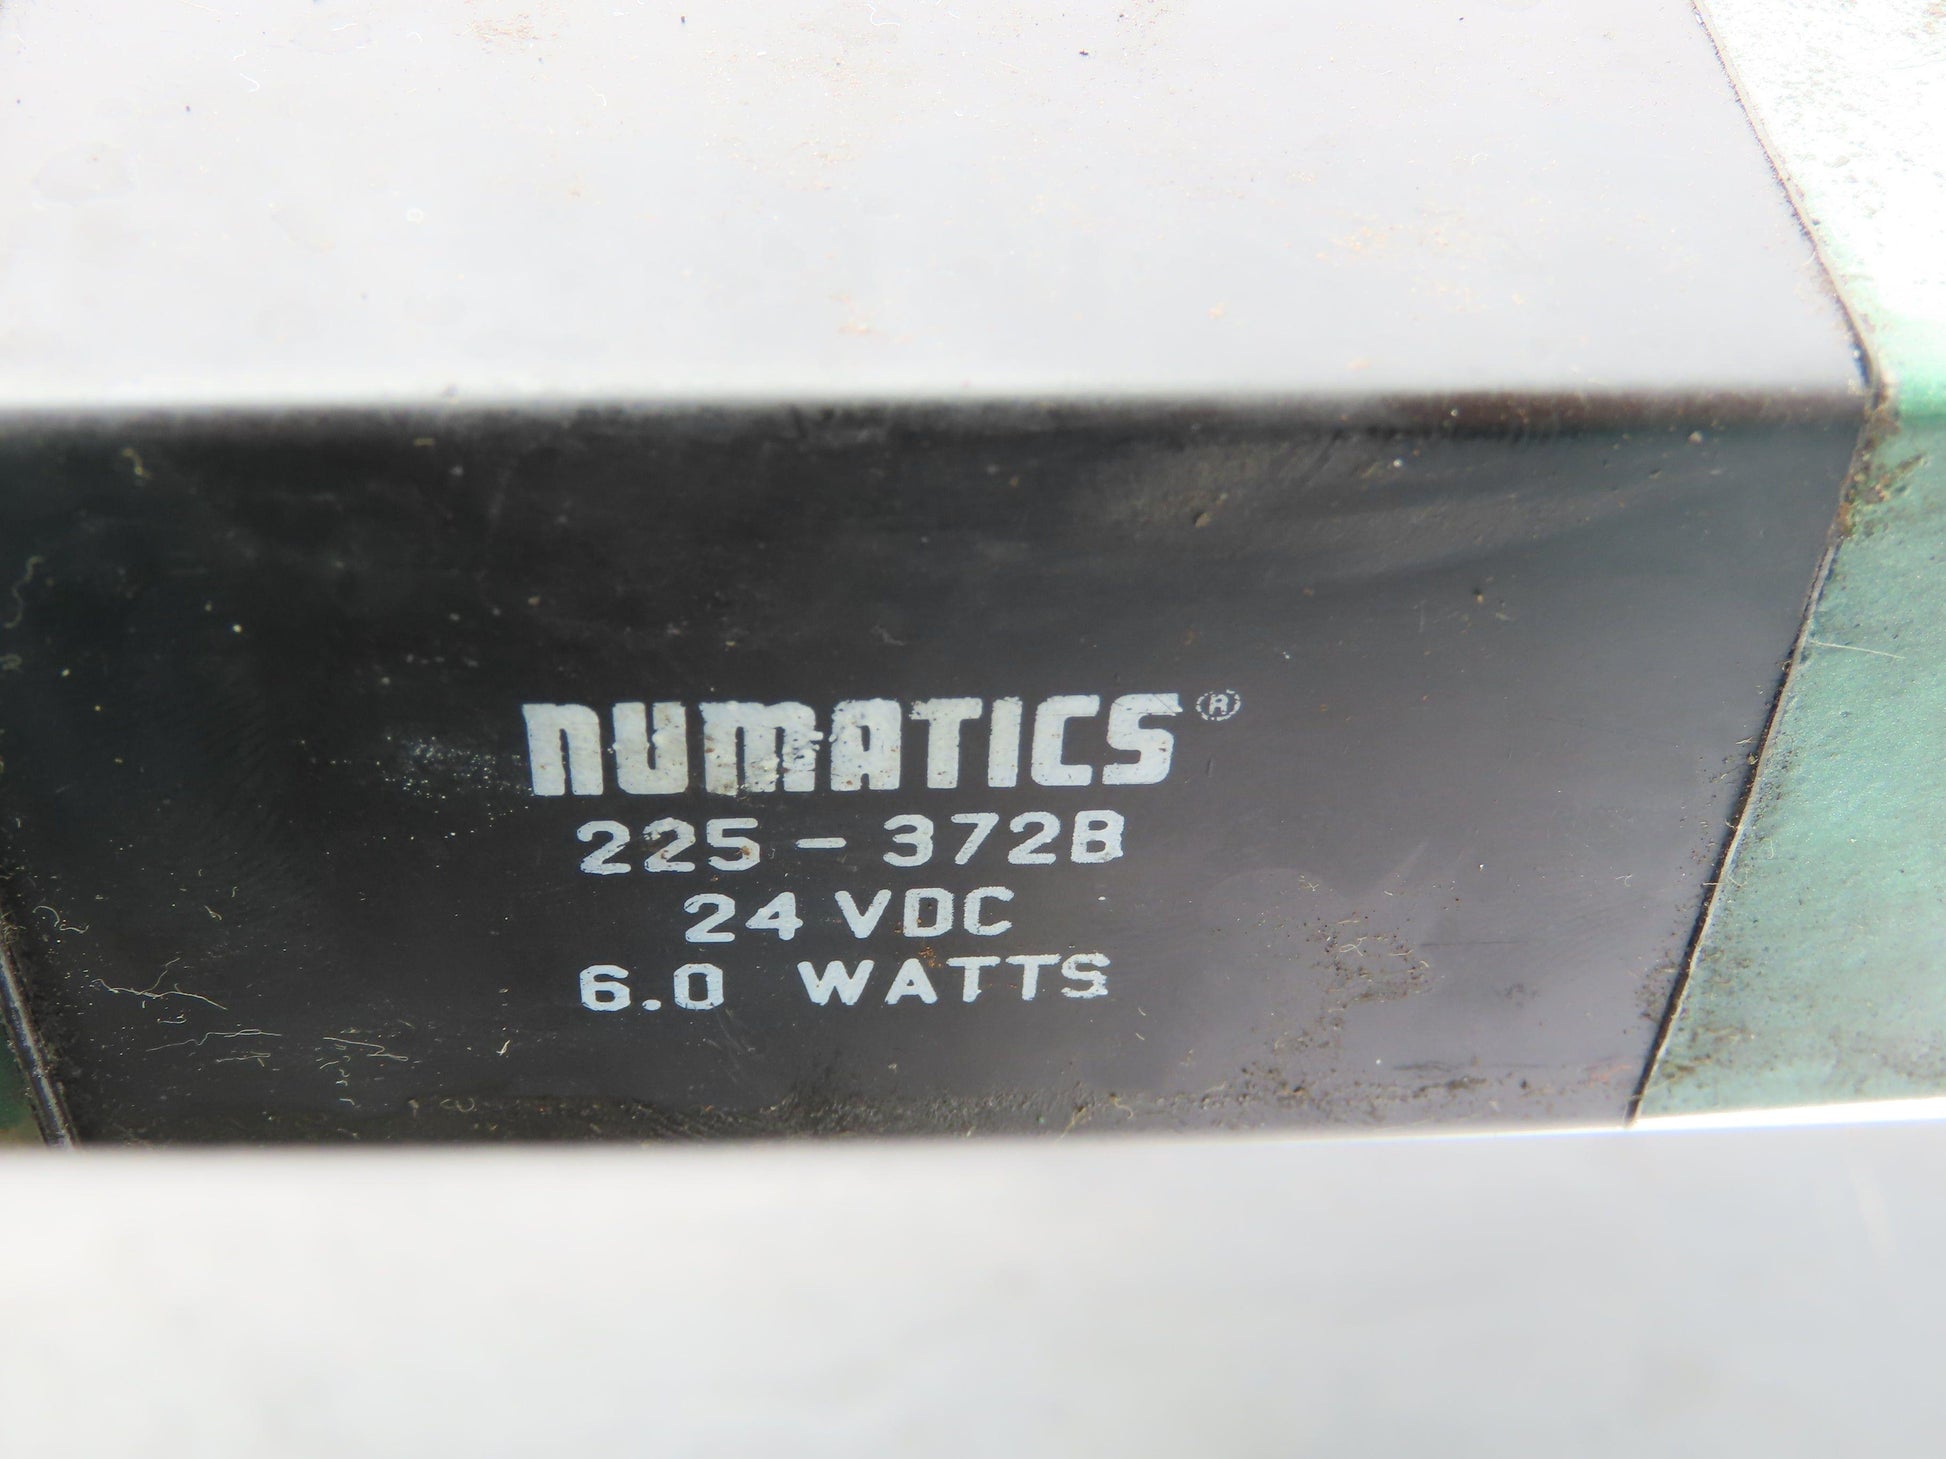 NUMATICS®
225-372B
24 VDC
6.0 WATTS